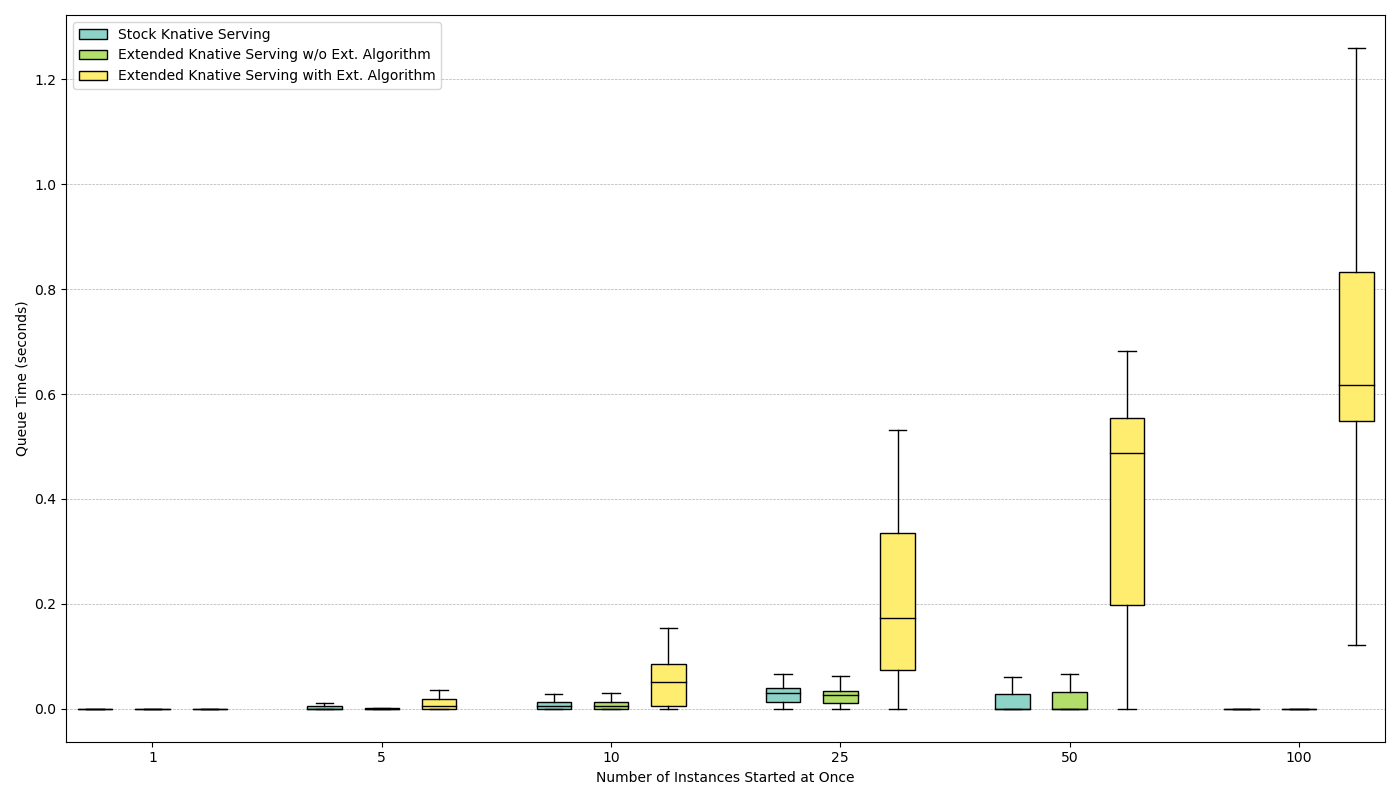 Stock Knative Serving
Extended Knative Serving w/o Ext. Algorithm
Extended Knative Serving with Ext. Algorithm
Queue Time (seconds)
1.2
1.0
0.8
0.6
0.4
0.2
0.0
1 5 10 25 50 100
Number of Instances Started at Once